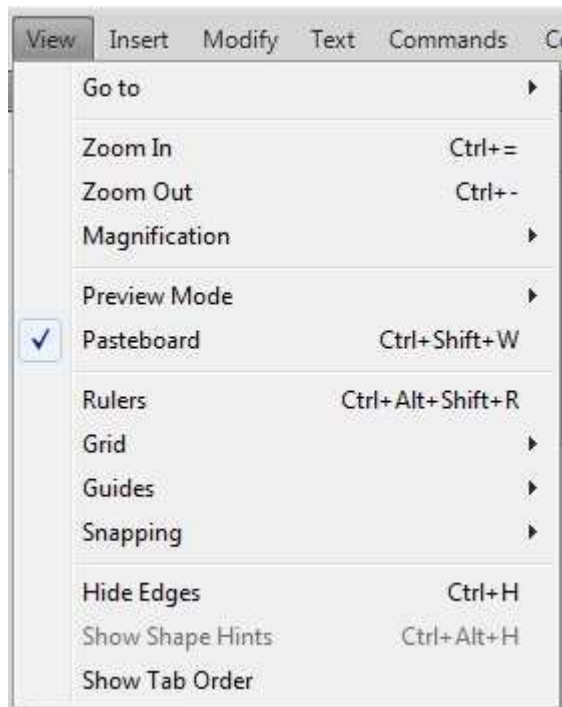 View Insert Modify Text Commands
Go to
Zoom In Ctrl+=
Zoom Out Ctrl+-
Magnification
Preview Mode
Pasteboard Ctrl+Shift+W
Rulers Ctrl+Alt+Shift+R
Grid
Guides
Snapping
Hide Edges Ctrl+H
Show Shape Hints Ctrl+Alt+H
Show Tab Order